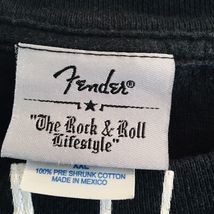 Fender®
"The Rock & Roll
Lifestyle"
XXL
100% PRE SHRUNK COTTON
MADE IN MEXICO